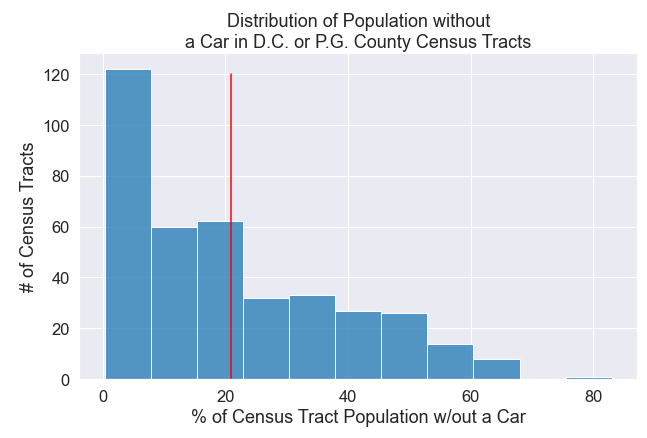 Distribution of Population without
a Car in D.C. or P.G. County Census Tracts
# of Census Tracts
120
100
80
60
40
20
0
0 20 40 60 80
% of Census Tract Population w/out a Car